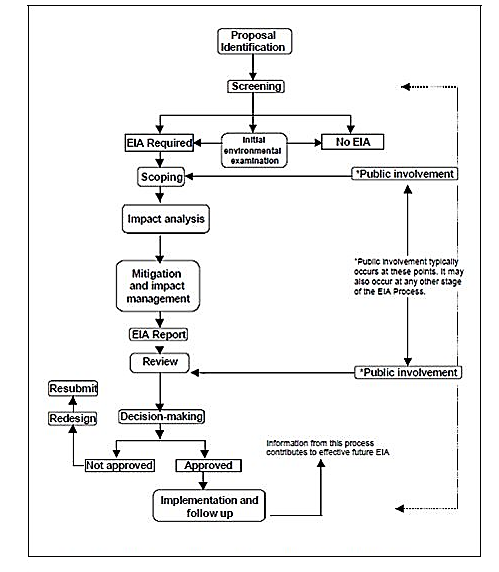 Proposal
Identification
Screening
EIA Required
Initial
environmental
examination
No EIA
Scoping
*Public involvement
Impact analysis
*Public involvement typically
occurs at these points. It may
also occur at any other stage
of the EIA Process.
Mitigation
and impact
management
EIA Report
Review
*Public involvement
Resubmit
Redesign
Decision-making
Information from this process
contributes to effective future EIA
Not approved
Approved
Implementation and
follow up